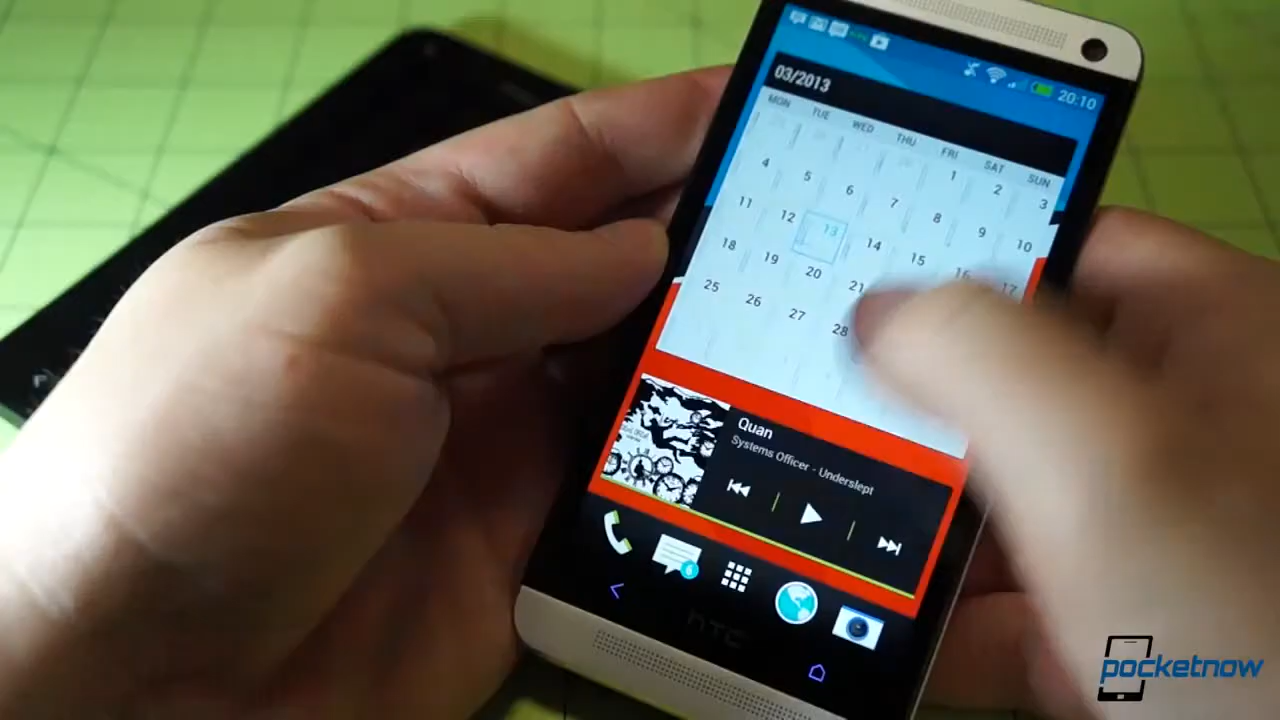 20:10
03/2013
MON TUE WED THU FRI SAT SUN
1 2 3
4 5 6 7 8 9 10
11 12 13 14 15 16 17
18 19 20 21
25 26 27 28
Quan
Systems Officer - Underslept
6
hTC
pocketnow